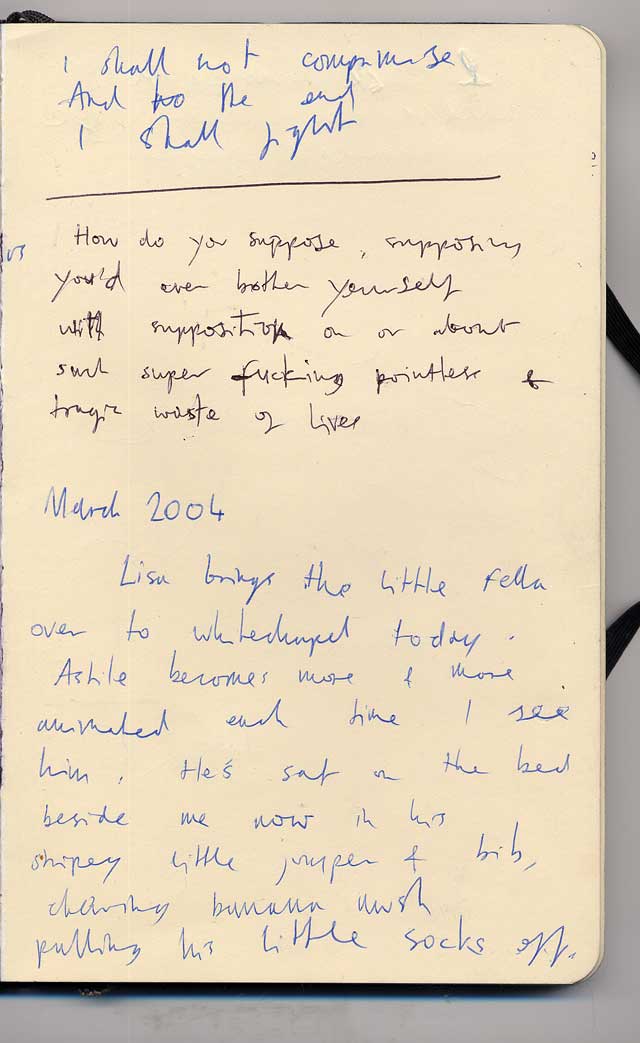 I shall not compramise
And too the end
I shall fight
How do you suppose, supposing
you'd ever bother yourself
with supposition on or about
such super fucking pointless &
tragic waste of lives
March 2004
Lisa brings the little fella
over to whitechapel today.
Astile becomes more & more
animated each time I see
him. He's sat on the bed
beside me now in his
stripey little jumper & bib,
chewing banana mush
pulling his little socks off.